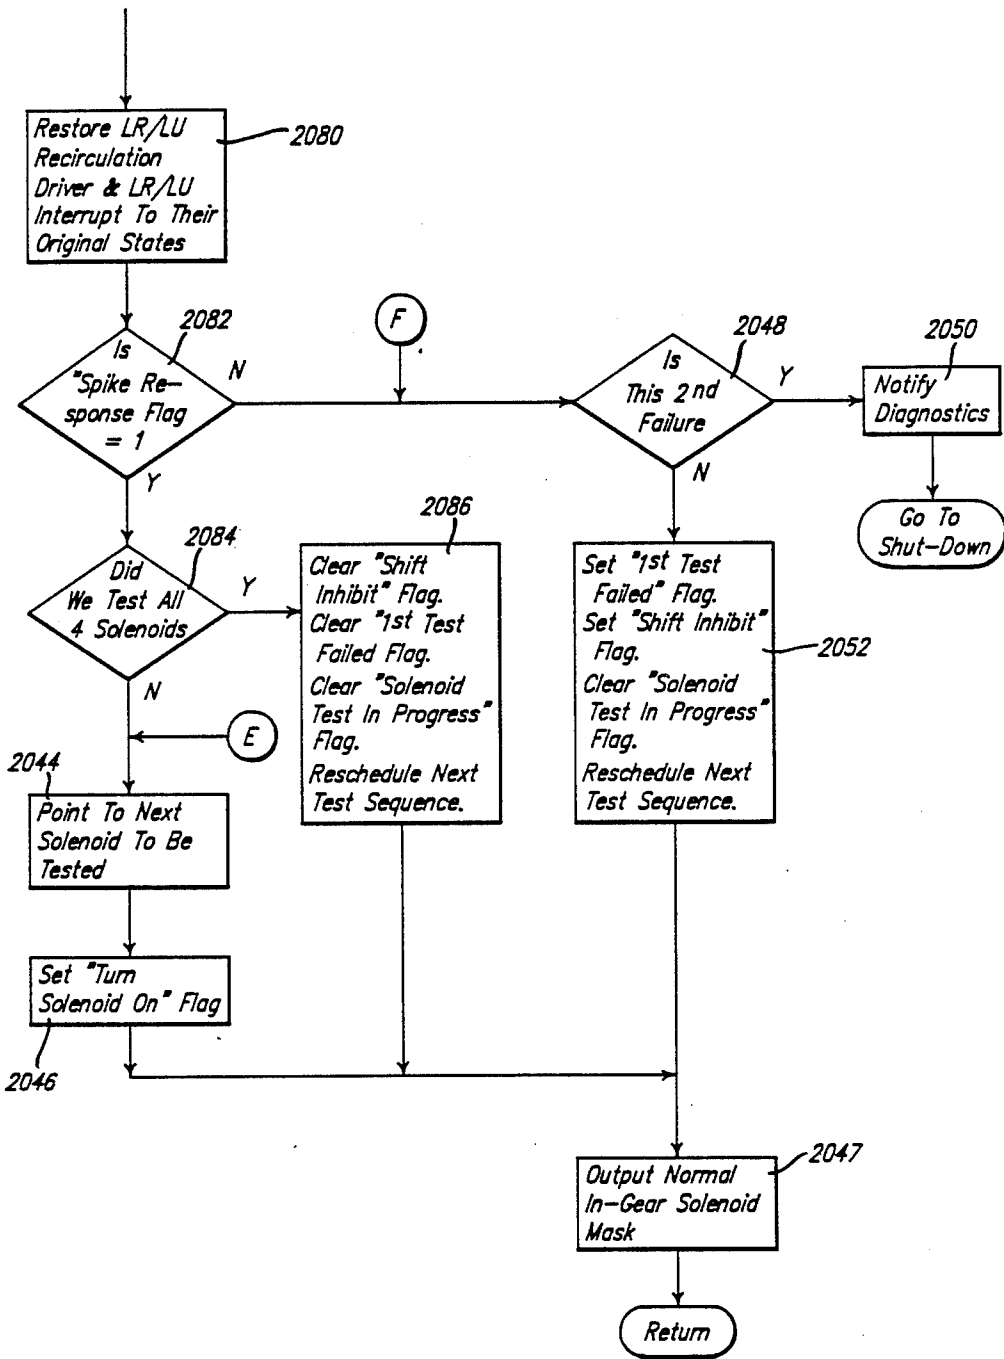 Restore LR/LU
Recirculation
Driver & LR/LU
Interrupt To Their
Original States
2080
F
2082
Is
"Spike Re-
sponse Flag
= 1
N
Y
2048
Is
This 2nd
Failure
Y
N
2050
Notify
Diagnostics
Go To
Shut-Down
2084
Did
We Test All
4 Solenoids
Y
N
2086
Clear "Shift
Inhibit" Flag.
Clear "1st Test
Failed Flag.
Clear "Solenoid
Test In Progress"
Flag.
Reschedule Next
Test Sequence.
Set "1st Test
Failed" Flag.
Set "Shift Inhibit"
Flag.
Clear "Solenoid
Test In Progress"
Flag.
Reschedule Next
Test Sequence.
2052
E
2044
Point To Next
Solenoid To Be
Tested
Set "Turn
Solenoid On" Flag
2046
2047
Output Normal
In-Gear Solenoid
Mask
Return